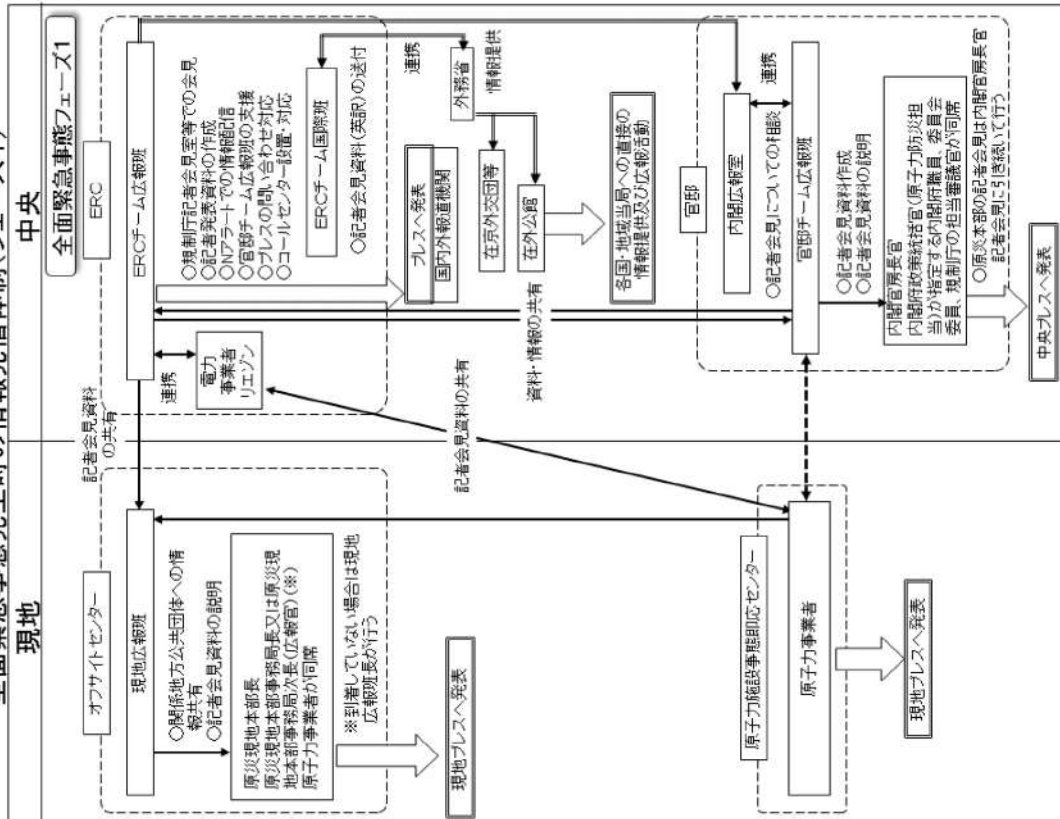 現地
中央
全面緊急事態フェーズ1
オフサイトセンター
現地広報班
○関係地方公共団体への情
報共有
○記者会見資料の説明
原災現地本部長
原災現地本部事務局長又は原災現
地本部事務局次長(広報官)(※)
原子力事業者が同席
※到着していない場合は現地
広報班長が行う
現地プレスへ発表
記者会見資料
の共有
ERC
ERCチーム広報班
○規制庁記者会見室等での会見
○記者発表資料の作成
○Nアラートでの情報配信
○官邸チーム広報班の支援
○プレスの問い合わせ対応
○コールセンター設置・対応
連携
電力
事業者
リエゾン
ERCチーム国際班
○記者会見資料(英訳)の送付
プレスへ発表
国内外報道機関
連携
外務省
情報提供
在京外交団等
在外公館
各国・地域当局への直接の
情報提供及び広報活動
記者会見資料の共有
資料・情報の共有
原子力施設事態即応センター
原子力事業者
現地プレスへ発表
官邸
内閣広報室
連携
○記者会見についての相談
官邸チーム広報班
○記者会見資料作成
○記者会見資料の説明
内閣官房長官
内閣府政策統括官(原子力防災担
当)が指定する内閣府職員、委員会
委員、規制庁の担当審議官が同席
○原災本部の記者会見は内閣官房長官
記者会見に引き続いて行う
中央プレスへ発表